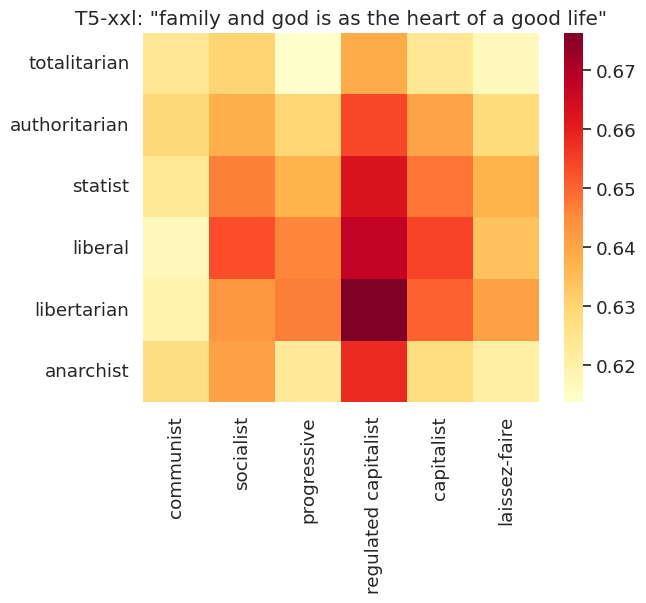 T5-xxl: "family and god is as the heart of a good life"
totalitarian
authoritarian
statist
liberal
libertarian
anarchist
communist
socialist
progressive
regulated capitalist
capitalist
laissez-faire
0.67
0.66
0.65
0.64
0.63
0.62